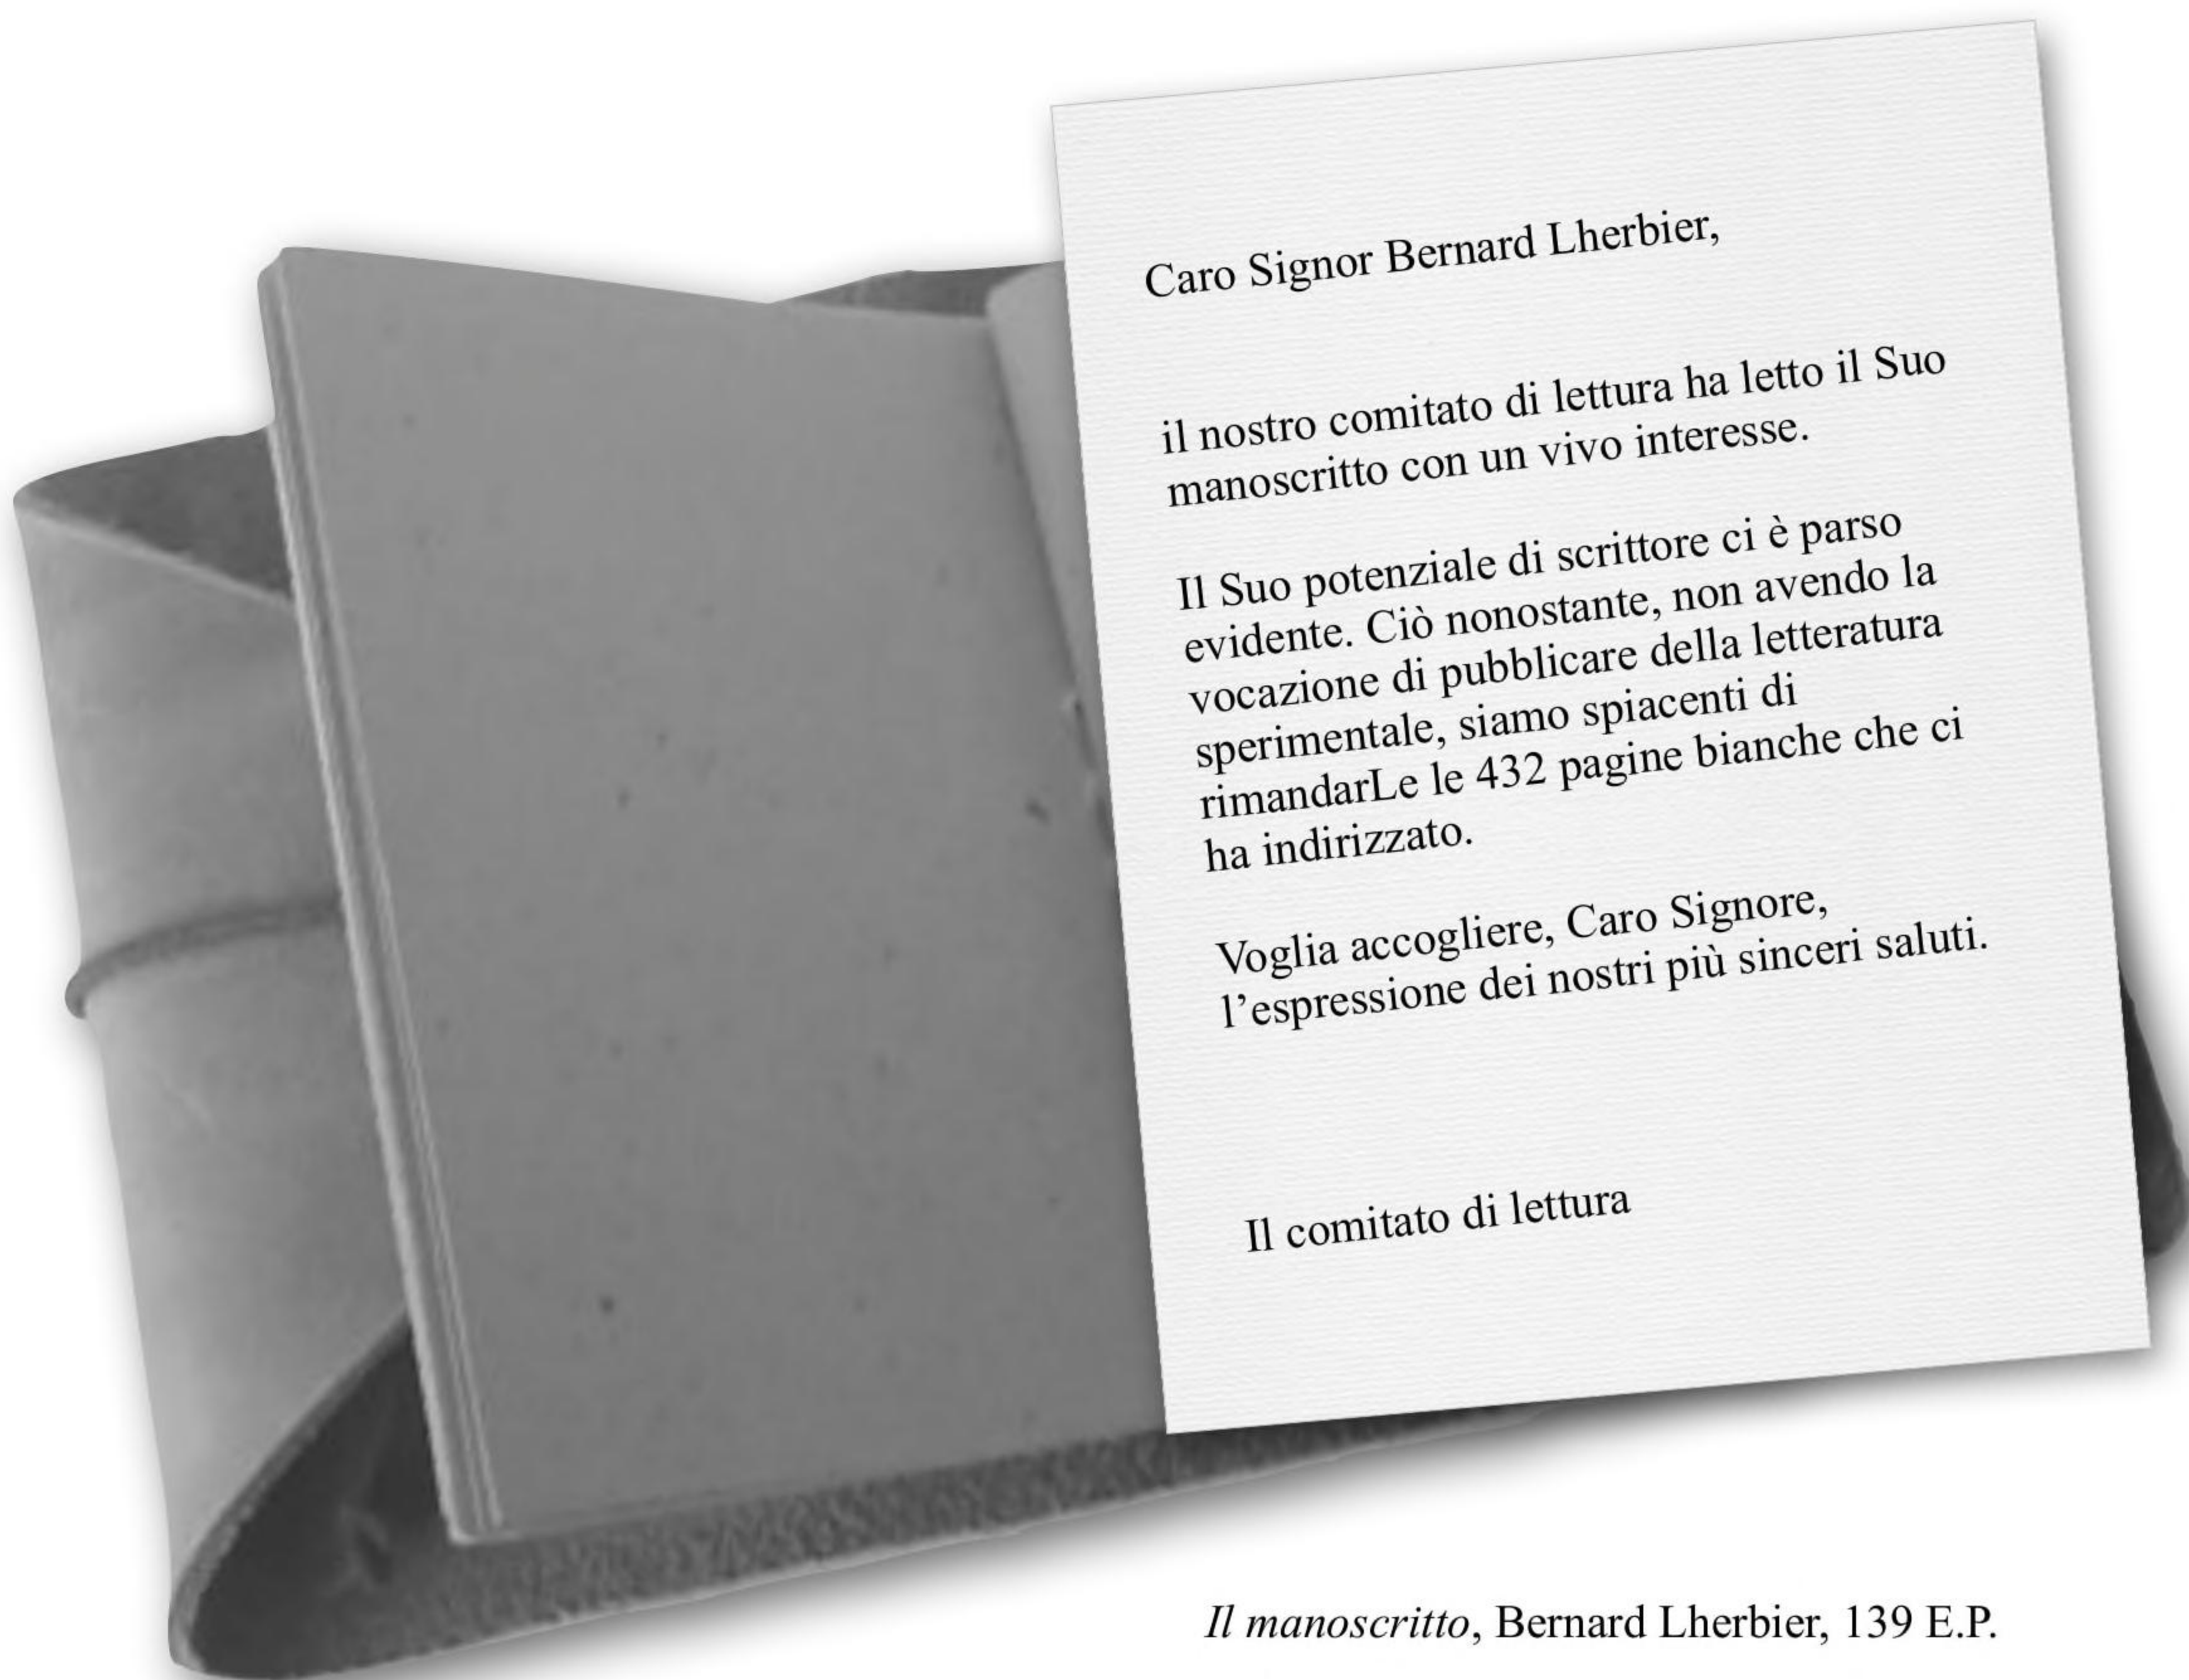 Caro Signor Bernard Lherbier,
il nostro comitato di lettura ha letto il Suo
manoscritto con un vivo interesse.
Il Suo potenziale di scrittore ci è parso
evidente. Ciò nonostante, non avendo la
vocazione di pubblicare della letteratura
sperimentale, siamo spiacenti di
rimandarLe le 432 pagine bianche che ci
ha indirizzato.
Voglia accogliere, Caro Signore,
l’espressione dei nostri più sinceri saluti.
Il comitato di lettura
Il manoscritto, Bernard Lherbier, 139 E.P.